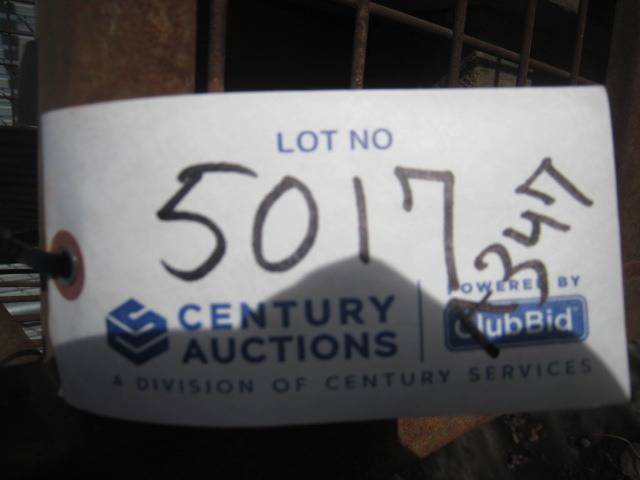 LOT NO
5017
347
CENTURY
AUCTIONS
POWERED BY
ClubBid
A DIVISION OF CENTURY SERVICES